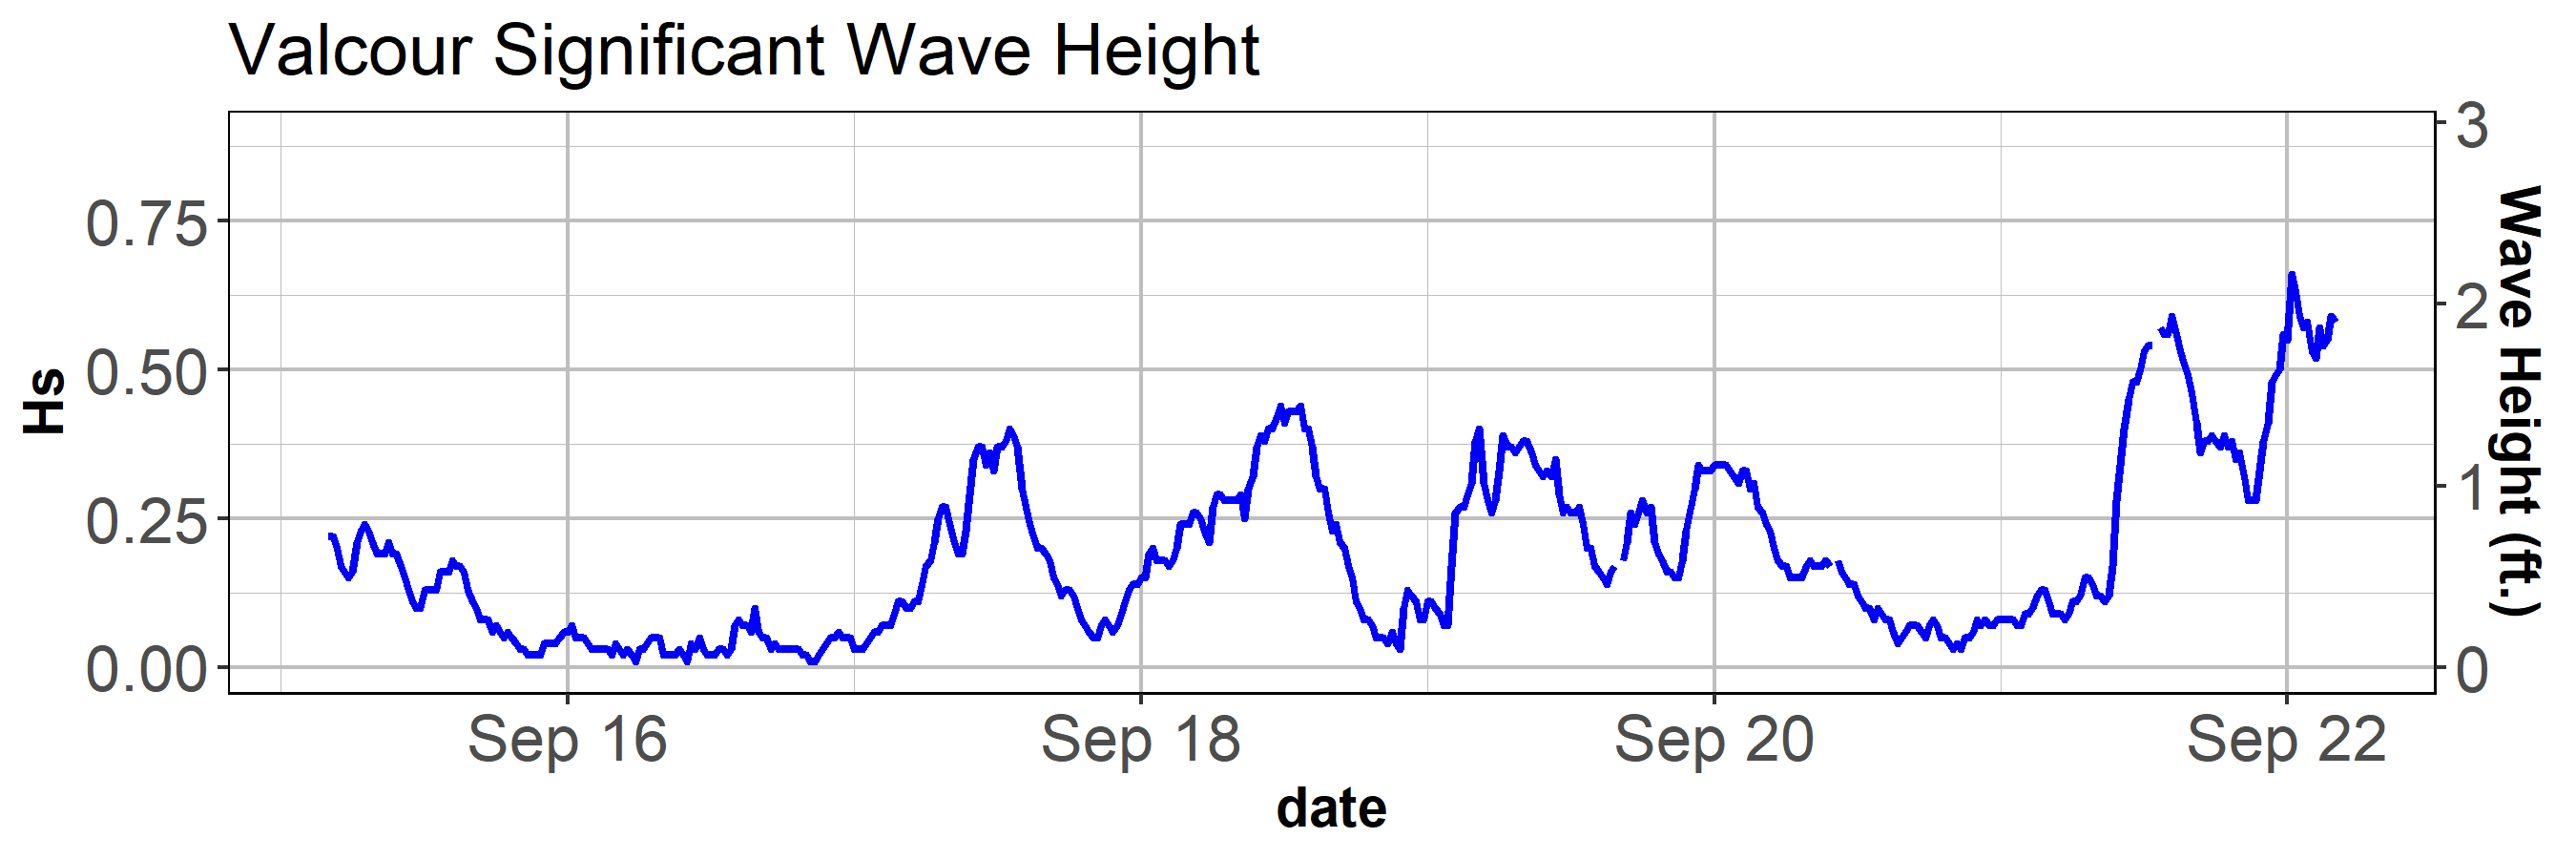 Valcour Significant Wave Height
Hs
0.75
0.50
0.25
0.00
3
2
1
0
Wave Height (ft.)
Sep 16
Sep 18
Sep 20
Sep 22
date